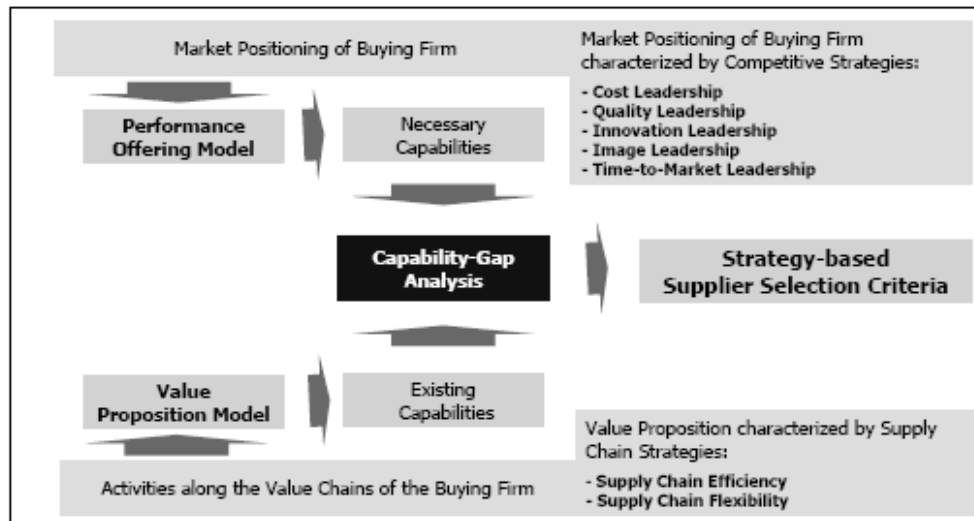 Market Positioning of Buying Firm
Market Positioning of Buying Firm
characterized by Competitive Strategies:
- Cost Leadership
- Quality Leadership
- Innovation Leadership
- Image Leadership
- Time-to-Market Leadership
Performance
Offering Model
Necessary
Capabilities
Capability-Gap
Analysis
Strategy-based
Supplier Selection Criteria
Value
Proposition Model
Existing
Capabilities
Value Proposition characterized by Supply
Chain Strategies:
- Supply Chain Efficiency
- Supply Chain Flexibility
Activities along the Value Chains of the Buying Firm